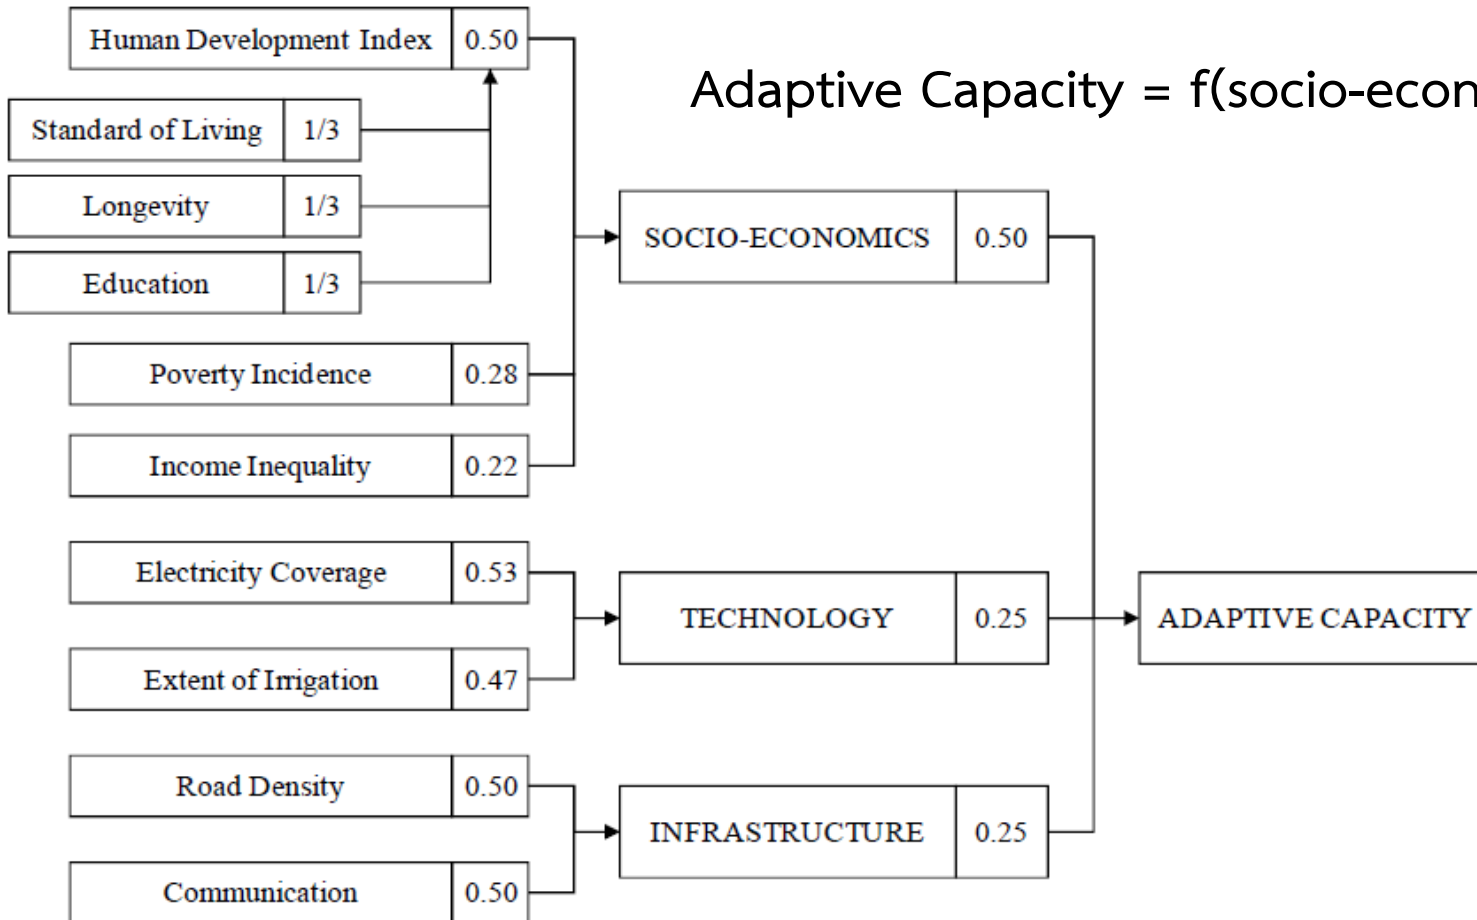 Human Development Index 0.50
Adaptive Capacity = f(socio-econ
Standard of Living 1/3
Longevity 1/3
SOCIO-ECONOMICS 0.50
Education 1/3
Poverty Incidence 0.28
Income Inequality 0.22
Electricity Coverage 0.53
TECHNOLOGY 0.25
ADAPTIVE CAPACITY
Extent of Irrigation 0.47
Road Density 0.50
INFRASTRUCTURE 0.25
Communication 0.50